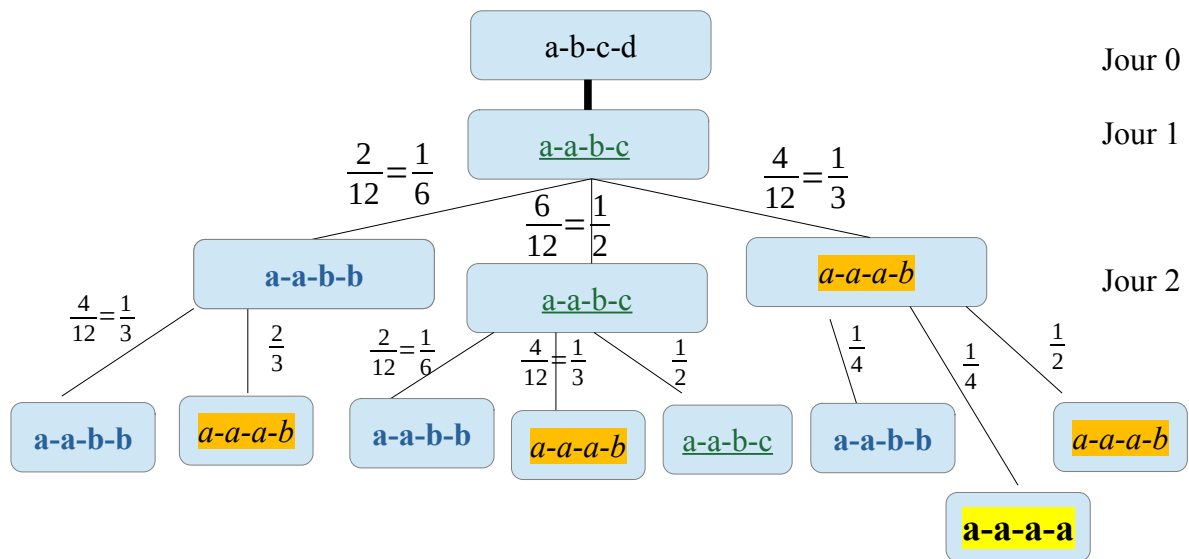 a-b-c-d
Jour 0
a-a-b-c
Jour 1
2/12=1/6
6/12=1/2
4/12=1/3
a-a-b-b
a-a-b-c
a-a-a-b
Jour 2
4/12=1/3
2/3
2/12=1/6
4/12=1/3
1/2
1/4
1/4
1/2
a-a-b-b
a-a-a-b
a-a-b-b
a-a-a-b
a-a-b-c
a-a-b-b
a-a-a-b
a-a-a-a